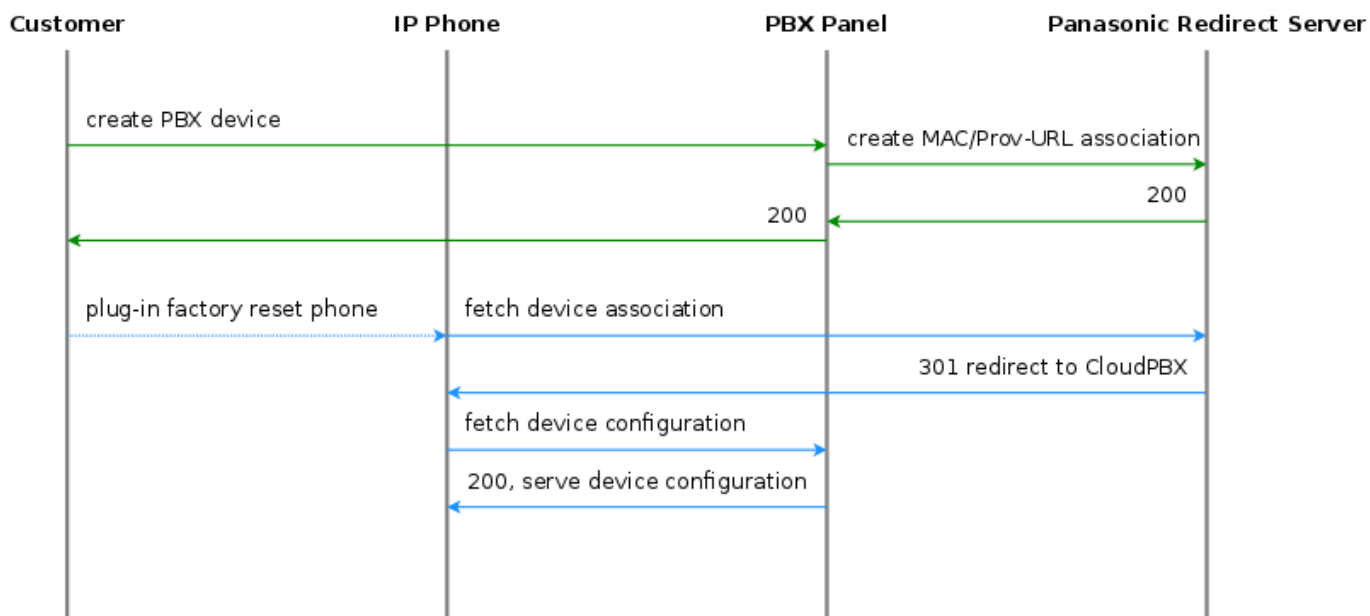 Customer
IP Phone
PBX Panel
Panasonic Redirect Server
create PBX device
create MAC/Prov-URL association
200
200
plug-in factory reset phone
fetch device association
301 redirect to CloudPBX
fetch device configuration
200, serve device configuration